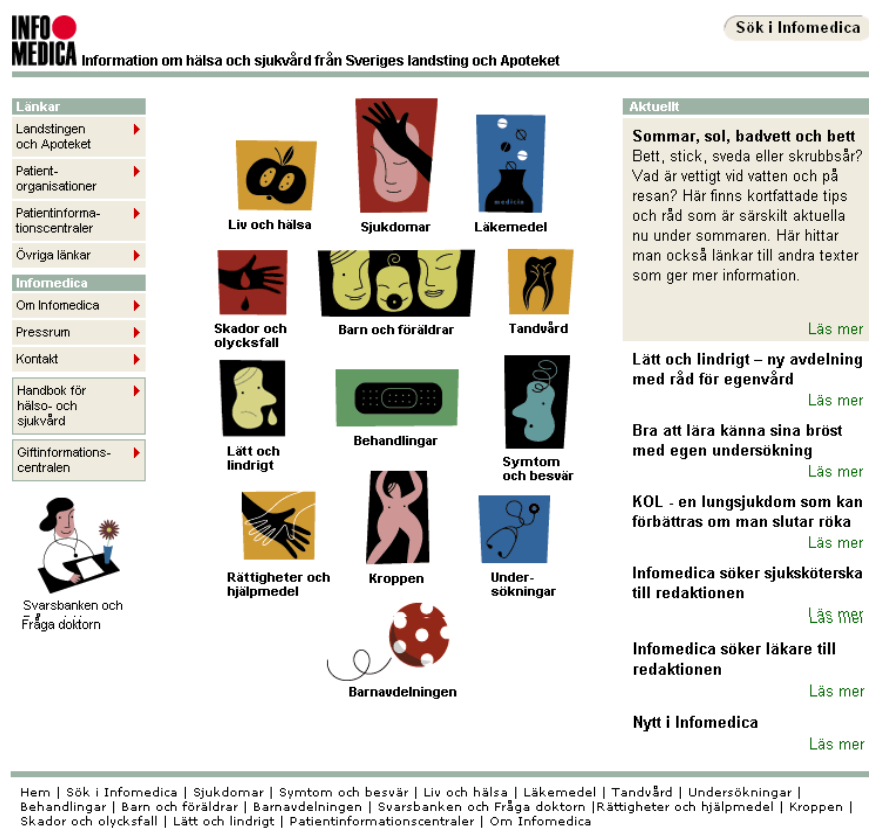 INFO
MEDICA Information om hälsa och sjukvård från Sveriges landsting och Apoteket
Sök i Infomedica
Länkar
Landstingen
och Apoteket
Patient-
organisationer
Patientinforma-
tionscentraler
Övriga länkar
Infomedica
Om Infomedica
Pressrum
Kontakt
Handbok för
hälso- och
sjukvård
Giftinformations-
centralen
Svarsbanken och
Fråga doktorn
Liv och hälsa
Sjukdomar
medicin
Läkemedel
Skador och
olycksfall
Barn och föräldrar
Tandvård
Lätt och
lindrigt
Behandlingar
Symtom
och besvär
Rättigheter och
hjälpmedel
Kroppen
Under-
sökningar
Barnavdelningen
Aktuellt
Sommar, sol, badvett och bett
Bett, stick, sveda eller skrubbsår?
Vad är vettigt vid vatten och på
resan? Här finns kortfattade tips
och råd som är särskilt aktuella
nu under sommaren. Här hittar
man också länkar till andra texter
som ger mer information.
Läs mer
Lätt och lindrigt – ny avdelning
med råd för egenvård
Läs mer
Bra att lära känna sina bröst
med egen undersökning
Läs mer
KOL - en lungsjukdom som kan
förbättras om man slutar röka
Läs mer
Infomedica söker sjuksköterska
till redaktionen
Läs mer
Infomedica söker läkare till
redaktionen
Läs mer
Nytt i Infomedica
Läs mer
Hem | Sök i Infomedica | Sjukdomar | Symtom och besvär | Liv och hälsa | Läkemedel | Tandvård | Undersökningar |
Behandlingar | Barn och föräldrar | Barnavdelningen | Svarsbanken och Fråga doktorn |Rättigheter och hjälpmedel | Kroppen |
Skador och olycksfall | Lätt och lindrigt | Patientinformationscentraler | Om Infomedica